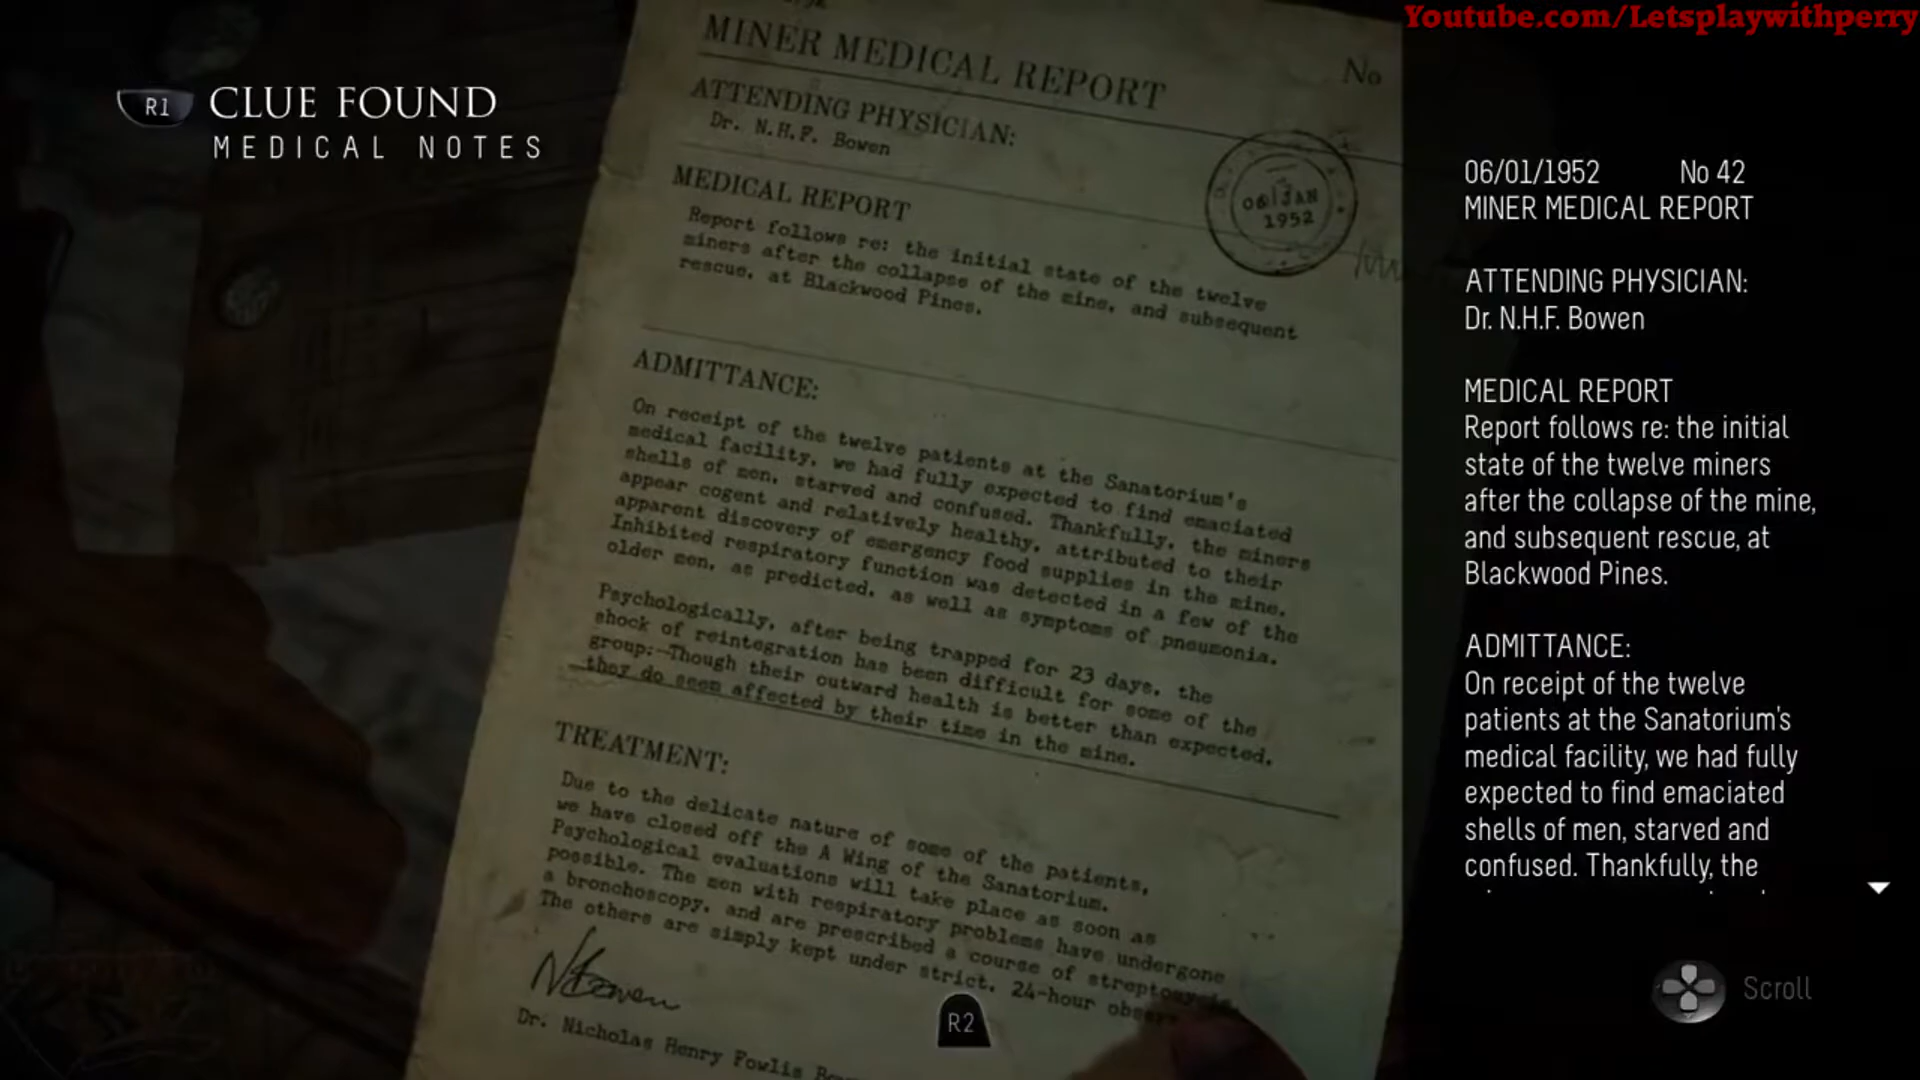 Youtube.com/Letsplaywithperry
R1 CLUE FOUND
MEDICAL NOTES
MINER MEDICAL REPORT
No
ATTENDING PHYSICIAN:
Dr. N.H.F. Bowen
06 JAN
1952
MEDICAL REPORT
Report follows re: the initial state of the twelve
miners after the collapse of the mine, and subsequent
rescue, at Blackwood Pines.
ADMITTANCE:
On receipt of the twelve patients at the Sanatorium's
medical facility, we had fully expected to find emaciated
shells of men, starved and confused. Thankfully, the miners
appear cogent and relatively healthy, attributed to their
apparent discovery of emergency food supplies in the mine.
Inhibited respiratory function was detected in a few of the
older men, as predicted, as well as symptoms of pneumonia.
Psychologically, after being trapped for 23 days, the
shock of reintegration has been difficult for some of the
group: Though their outward health is better than expected,
they do seem affected by their time in the mine.
TREATMENT:
Due to the delicate nature of some of the patients,
we have closed off the A Wing of the Sanatorium.
Psychological evaluations will take place as soon as
possible. The men with respiratory problems have undergone
a bronchoscopy, and are prescribed a course of
The others are simply kept under strict, 24-hour
NBowen
Dr. Nicholas Henry Fowlis
R2
06/01/1952 No 42
MINER MEDICAL REPORT
ATTENDING PHYSICIAN:
Dr. N.H.F. Bowen
MEDICAL REPORT
Report follows re: the initial
state of the twelve miners
after the collapse of the mine,
and subsequent rescue, at
Blackwood Pines.
ADMITTANCE:
On receipt of the twelve
patients at the Sanatorium's
medical facility, we had fully
expected to find emaciated
shells of men, starved and
confused. Thankfully, the
Scroll